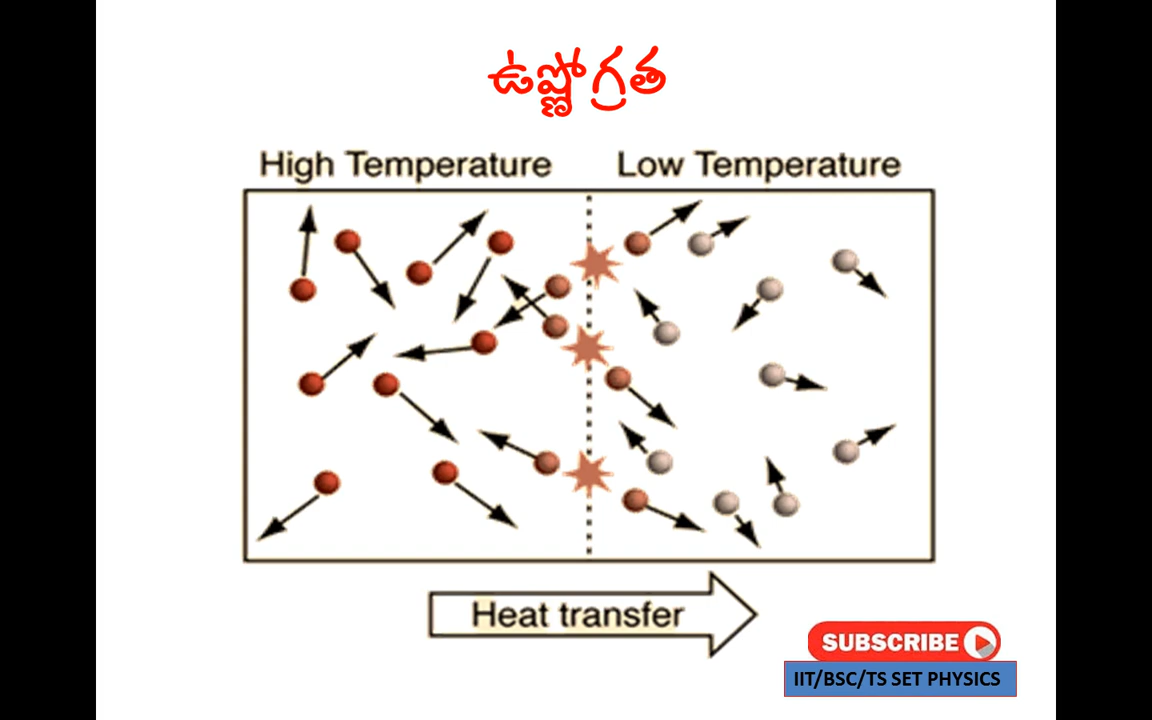 ఉష్ణోగ్రత
High Temperature
Low Temperature
Heat transfer
SUBSCRIBE
IIT/BSC/TS SET PHYSICS